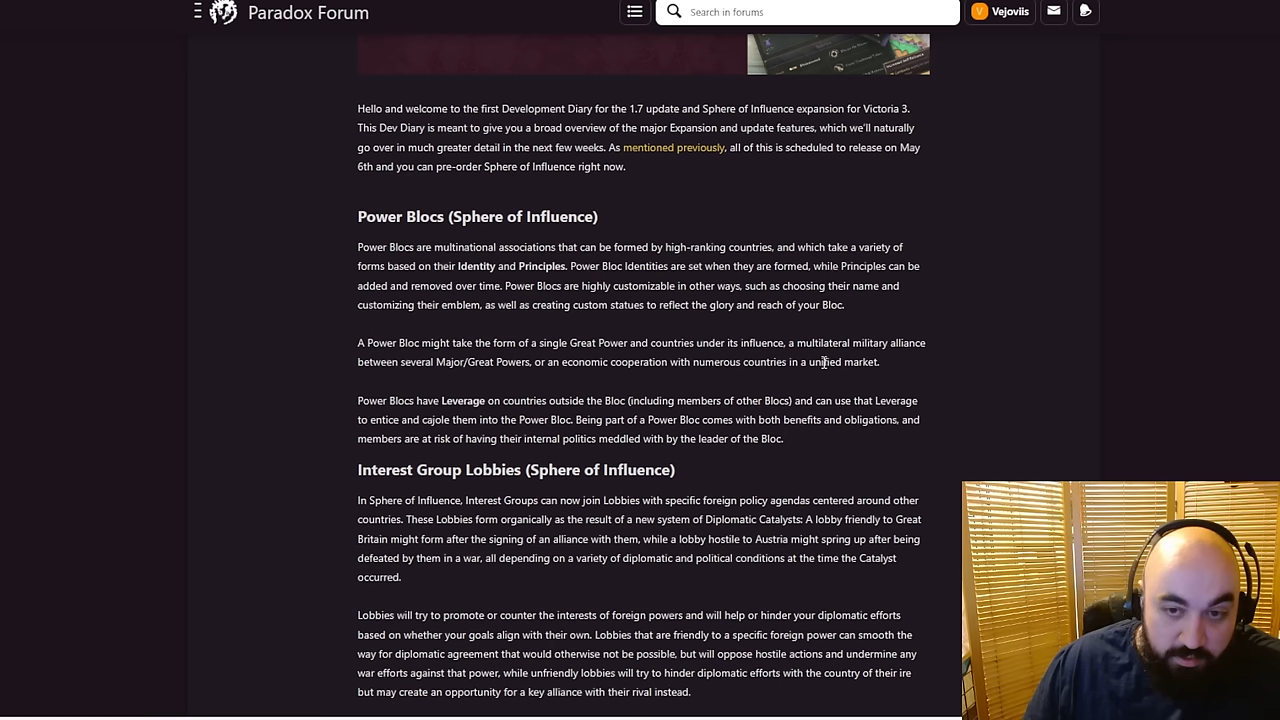 Paradox Forum
Search in forums
V Vejoviis
Hello and welcome to the first Development Diary for the 1.7 update and Sphere of Influence expansion for Victoria 3.
This Dev Diary is meant to give you a broad overview of the major Expansion and update features, which we'll naturally
go over in much greater detail in the next few weeks. As mentioned previously, all of this is scheduled to release on May
6th and you can pre-order Sphere of Influence right now.
Power Blocs (Sphere of Influence)
Power Blocs are multinational associations that can be formed by high-ranking countries, and which take a variety of
forms based on their Identity and Principles. Power Bloc Identities are set when they are formed, while Principles can be
added and removed over time. Power Blocs are highly customizable in other ways, such as choosing their name and
customizing their emblem, as well as creating custom statues to reflect the glory and reach of your Bloc.
A Power Bloc might take the form of a single Great Power and countries under its influence, a multilateral military alliance
between several Major/Great Powers, or an economic cooperation with numerous countries in a unified market.
Power Blocs have Leverage on countries outside the Bloc (including members of other Blocs) and can use that Leverage
to entice and cajole them into the Power Bloc. Being part of a Power Bloc comes with both benefits and obligations, and
members are at risk of having their internal politics meddled with by the leader of the Bloc.
Interest Group Lobbies (Sphere of Influence)
In Sphere of Influence, Interest Groups can now join Lobbies with specific foreign policy agendas centered around other
countries. These Lobbies form organically as the result of a new system of Diplomatic Catalysts: A lobby friendly to Great
Britain might form after the signing of an alliance with them, while a lobby hostile to Austria might spring up after being
defeated by them in a war, all depending on a variety of diplomatic and political conditions at the time the Catalyst
occurred.
Lobbies will try to promote or counter the interests of foreign powers and will help or hinder your diplomatic efforts
based on whether your goals align with their own. Lobbies that are friendly to a specific foreign power can smooth the
way for diplomatic agreement that would otherwise not be possible, but will oppose hostile actions and undermine any
war efforts against that power, while unfriendly lobbies will try to hinder diplomatic efforts with the country of their ire
but may create an opportunity for a key alliance with their rival instead.